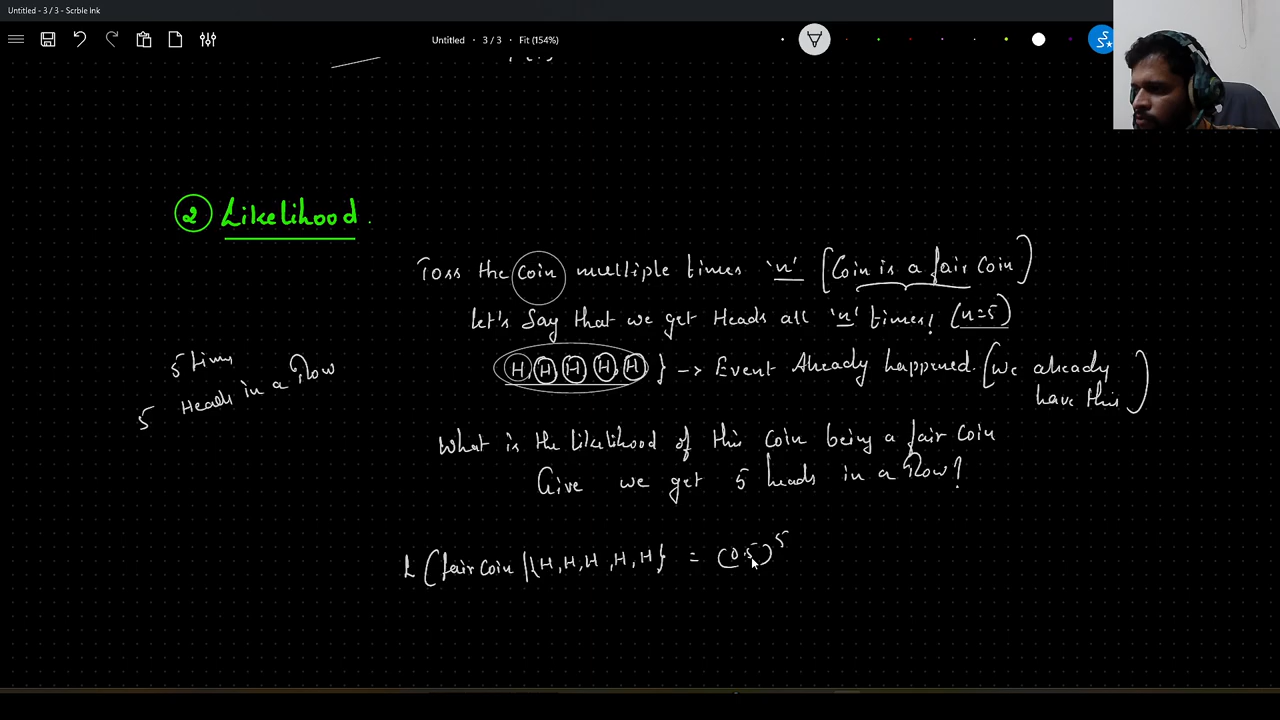 Untitled - 3 / 3 - Scrble Ink
Untitled • 3 / 3 • Fit (154%)
② Likelihood.
Toss the coin multiple times 'n' [Coin is a fair Coin]
Let's Say that we get Heads all 'n' times! (n=5)
H, H, H, H, H } -> Event Already happened. (We already have this)
5 times
5 Heads in a Row
What is the likelihood of this coin being a fair coin
Give we get 5 heads in a Row?
L (fair coin | {H, H, H, H, H} = (0.5)^5